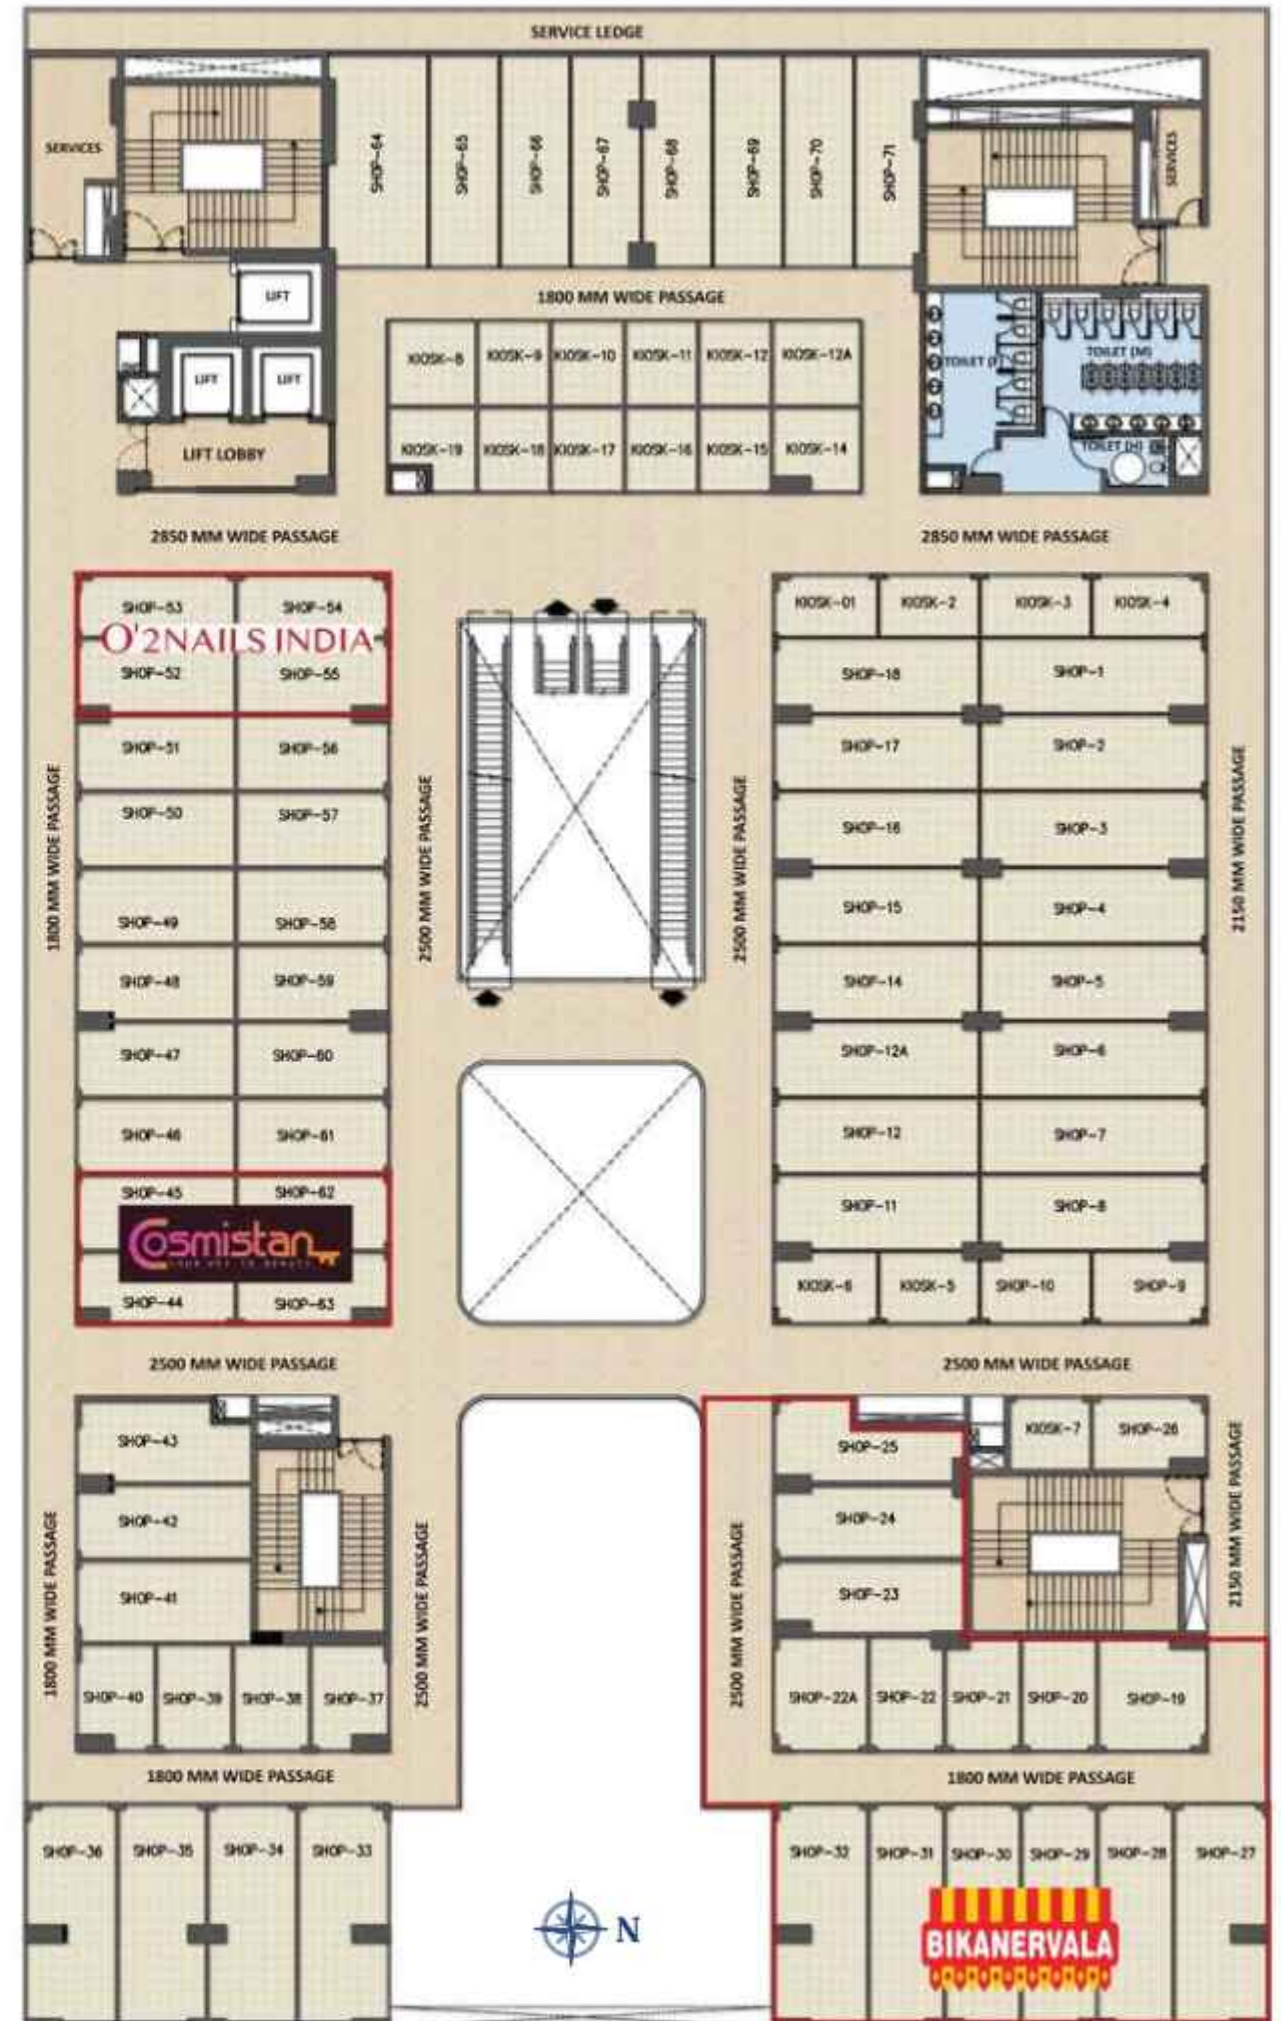 SERVICE LEDGE
SERVICES
SHOP-64
SHOP-65
SHOP-66
SHOP-67
SHOP-68
SHOP-69
SHOP-70
SHOP-71
SERVICES
LIFT
1800 MM WIDE PASSAGE
KIOSK-8
KIOSK-9
KIOSK-10
KIOSK-11
KIOSK-12
KIOSK-12A
TOILET
TOILET (M)
LIFT
LIFT
LIFT LOBBY
KIOSK-19
KIOSK-18
KIOSK-17
KIOSK-16
KIOSK-15
KIOSK-14
TOILET (H)
2850 MM WIDE PASSAGE
2850 MM WIDE PASSAGE
SHOP-53
SHOP-54
O'2NAILS INDIA
SHOP-52
SHOP-55
KIOSK-01
KIOSK-2
KIOSK-3
KIOSK-4
SHOP-18
SHOP-1
SHOP-51
SHOP-56
SHOP-17
SHOP-2
SHOP-50
SHOP-57
SHOP-16
SHOP-3
1800 MM WIDE PASSAGE
2500 MM WIDE PASSAGE
2500 MM WIDE PASSAGE
2150 MM WIDE PASSAGE
SHOP-49
SHOP-58
SHOP-15
SHOP-4
SHOP-48
SHOP-59
SHOP-14
SHOP-5
SHOP-47
SHOP-60
SHOP-12A
SHOP-6
SHOP-46
SHOP-61
SHOP-12
SHOP-7
SHOP-45
SHOP-62
Cosmistan
YOUR KEY TO BEAUTY
SHOP-44
SHOP-63
SHOP-11
SHOP-8
KIOSK-6
KIOSK-5
SHOP-10
SHOP-9
2500 MM WIDE PASSAGE
2500 MM WIDE PASSAGE
SHOP-43
SHOP-25
KIOSK-7
SHOP-26
SHOP-42
SHOP-24
SHOP-41
SHOP-23
1800 MM WIDE PASSAGE
2500 MM WIDE PASSAGE
2500 MM WIDE PASSAGE
2150 MM WIDE PASSAGE
SHOP-40
SHOP-39
SHOP-38
SHOP-37
SHOP-22A
SHOP-22
SHOP-21
SHOP-20
SHOP-19
1800 MM WIDE PASSAGE
1800 MM WIDE PASSAGE
SHOP-36
SHOP-35
SHOP-34
SHOP-33
SHOP-32
SHOP-31
SHOP-30
SHOP-29
SHOP-28
SHOP-27
N
BIKANERVALA